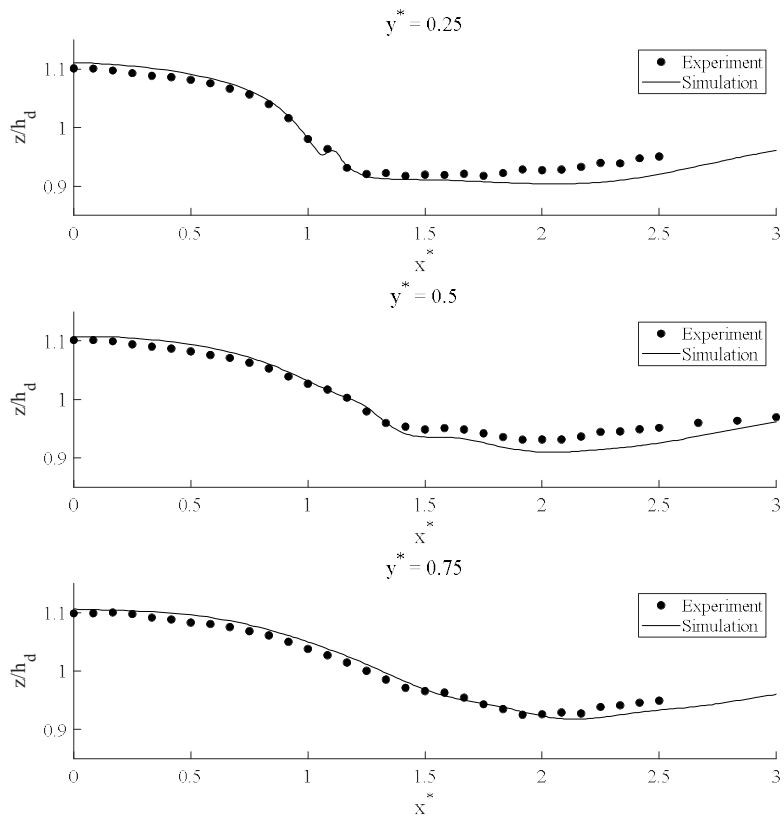 y* = 0.25
1.1
1
0.9
z/h_d
Experiment
Simulation
0 0.5 1 1.5 2 2.5 3
x*
y* = 0.5
1.1
1
0.9
z/h_d
Experiment
Simulation
0 0.5 1 1.5 2 2.5 3
x*
y* = 0.75
1.1
1
0.9
z/h_d
Experiment
Simulation
0 0.5 1 1.5 2 2.5 3
x*